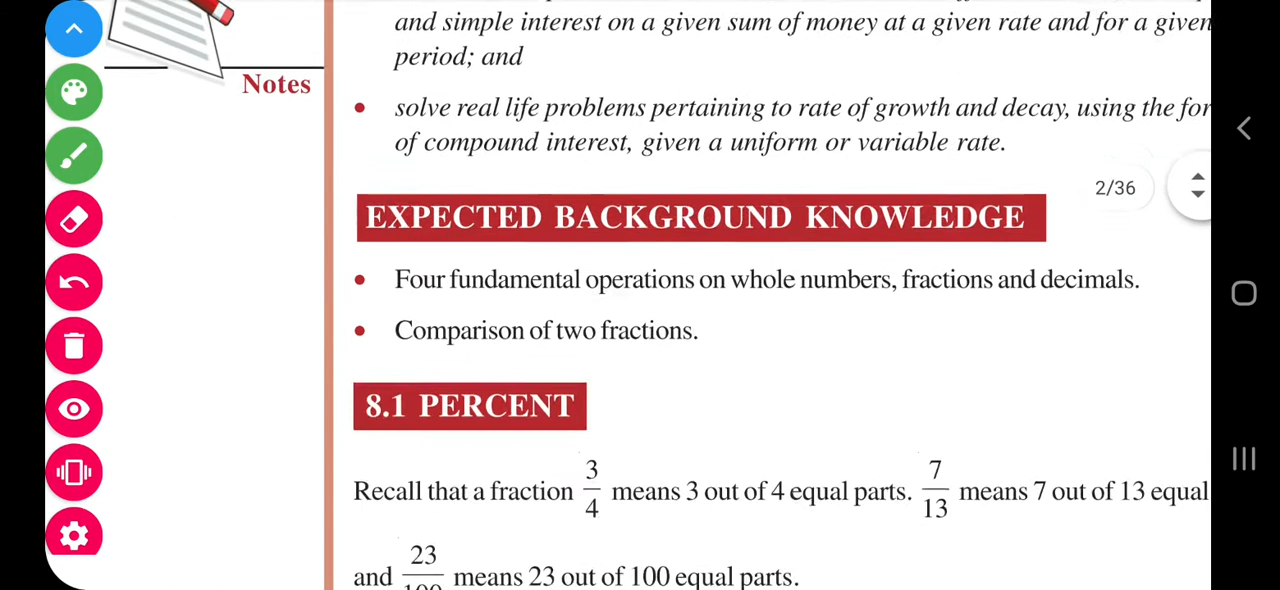 and simple interest on a given sum of money at a given rate and for a given
period; and
Notes
• solve real life problems pertaining to rate of growth and decay, using the for
of compound interest, given a uniform or variable rate.
2/36
EXPECTED BACKGROUND KNOWLEDGE
• Four fundamental operations on whole numbers, fractions and decimals.
• Comparison of two fractions.
8.1 PERCENT
Recall that a fraction 3/4 means 3 out of 4 equal parts. 7/13 means 7 out of 13 equal
and 23/100 means 23 out of 100 equal parts.